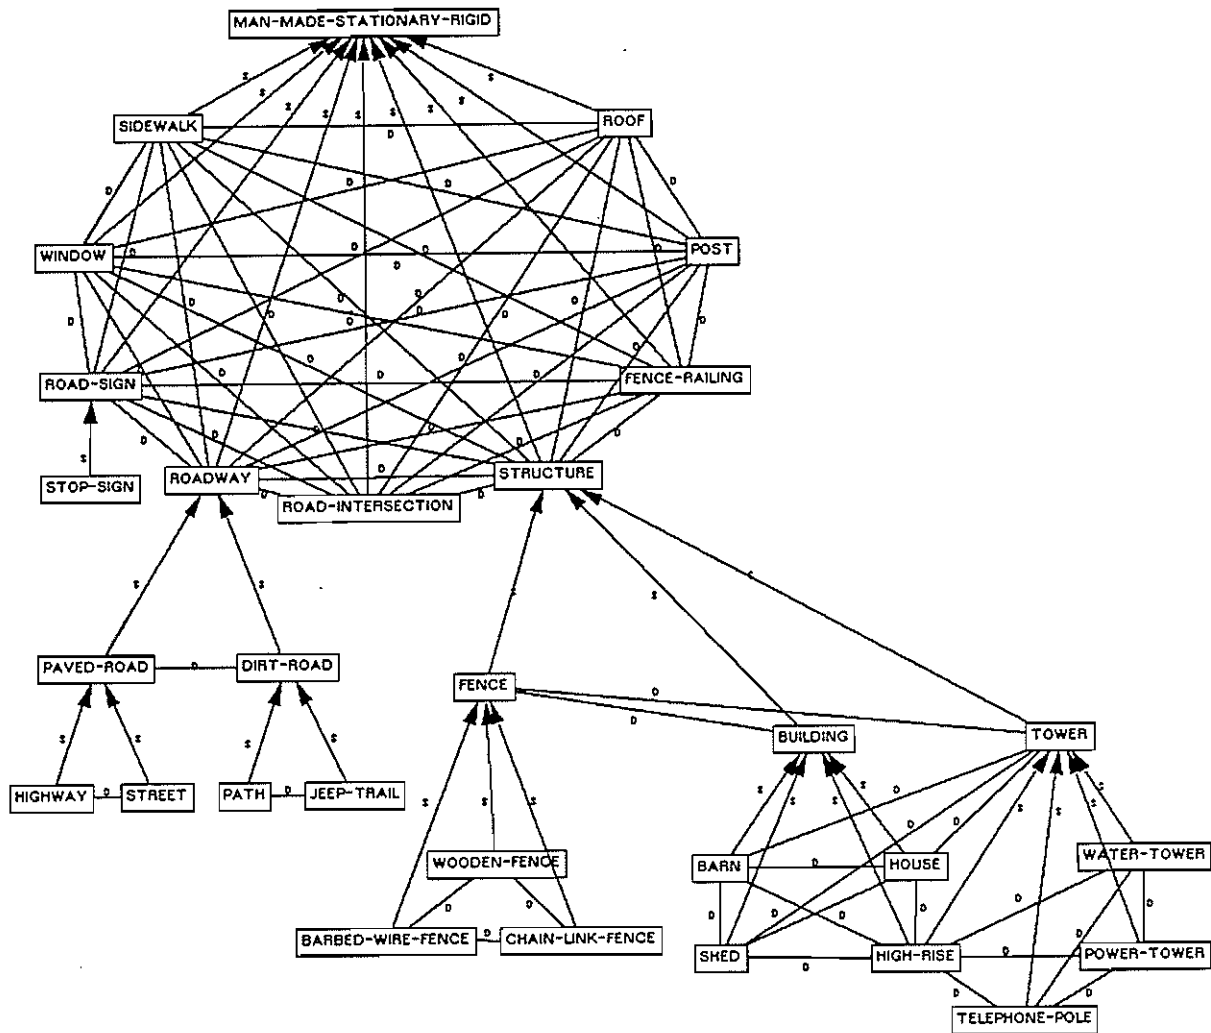 MAN-MADE-STATIONARY-RIGID
SIDEWALK
ROOF
WINDOW
POST
ROAD-SIGN
FENCE-RAILING
STOP-SIGN
ROADWAY
ROAD-INTERSECTION
STRUCTURE
PAVED-ROAD
DIRT-ROAD
FENCE
BUILDING
TOWER
HIGHWAY
STREET
PATH
JEEP-TRAIL
WOODEN-FENCE
BARN
HOUSE
WATER-TOWER
BARBED-WIRE-FENCE
CHAIN-LINK-FENCE
SHED
HIGH-RISE
POWER-TOWER
TELEPHONE-POLE